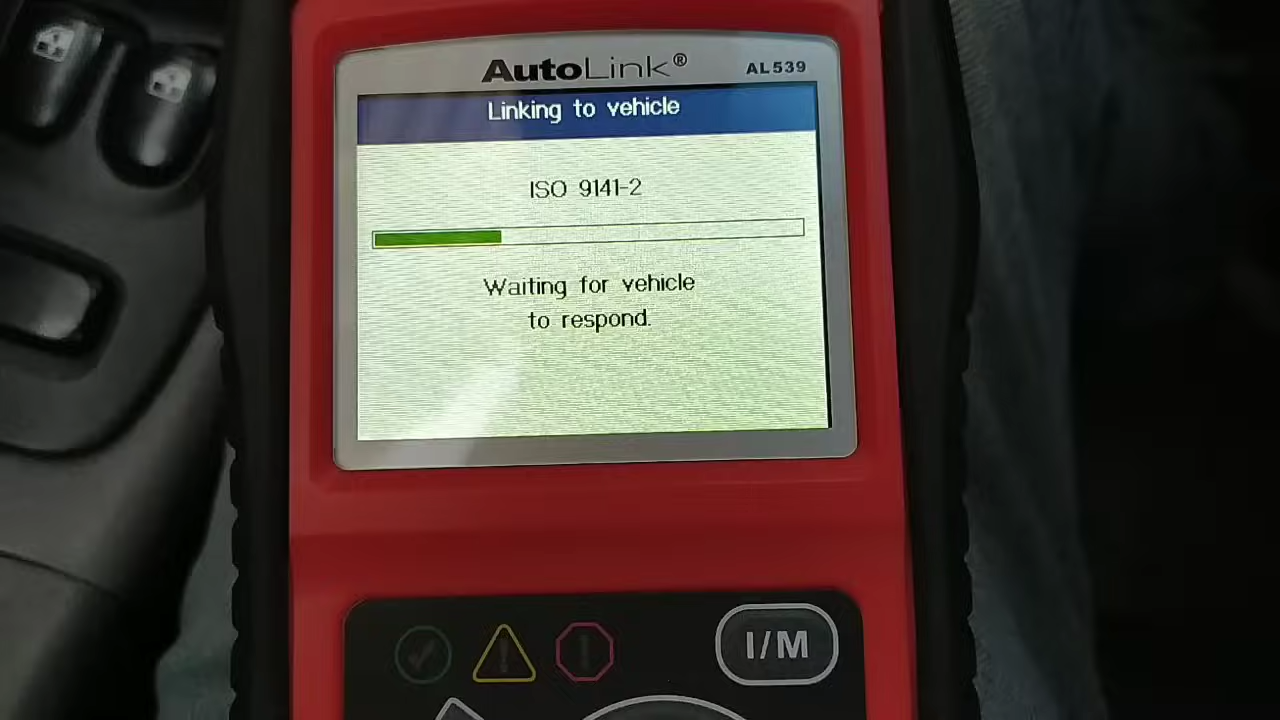 AutoLink® AL539
Linking to vehicle
ISO 9141-2
Waiting for vehicle
to respond.
I/M